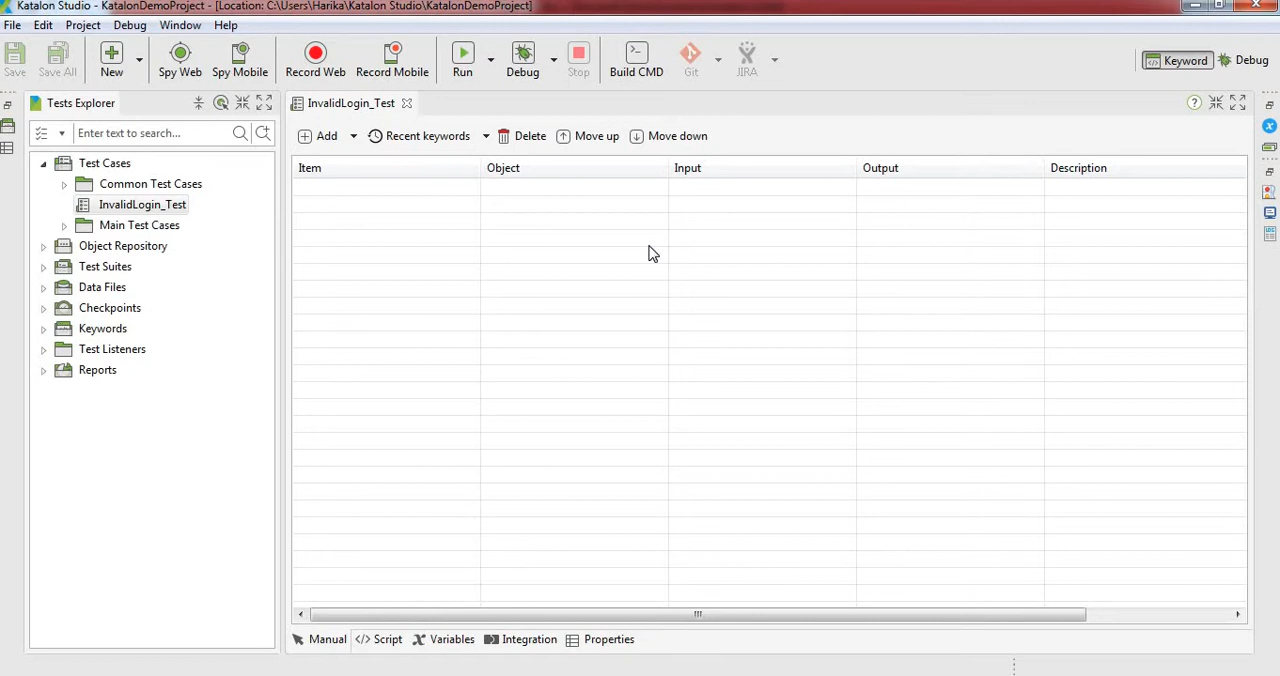 Katalon Studio - KatalonDemoProject - [Location: C:\Users\Harika\Katalon Studio\KatalonDemoProject]
File Edit Project Debug Window Help
Save Save All New Spy Web Spy Mobile Record Web Record Mobile Run Debug Stop Build CMD Git JIRA Keyword Debug
Tests Explorer
InvalidLogin_Test
Enter text to search...
Add Recent keywords Delete Move up Move down
Item Object Input Output Description
Test Cases
Common Test Cases
InvalidLogin_Test
Main Test Cases
Object Repository
Test Suites
Data Files
Checkpoints
Keywords
Test Listeners
Reports
Manual Script Variables Integration Properties